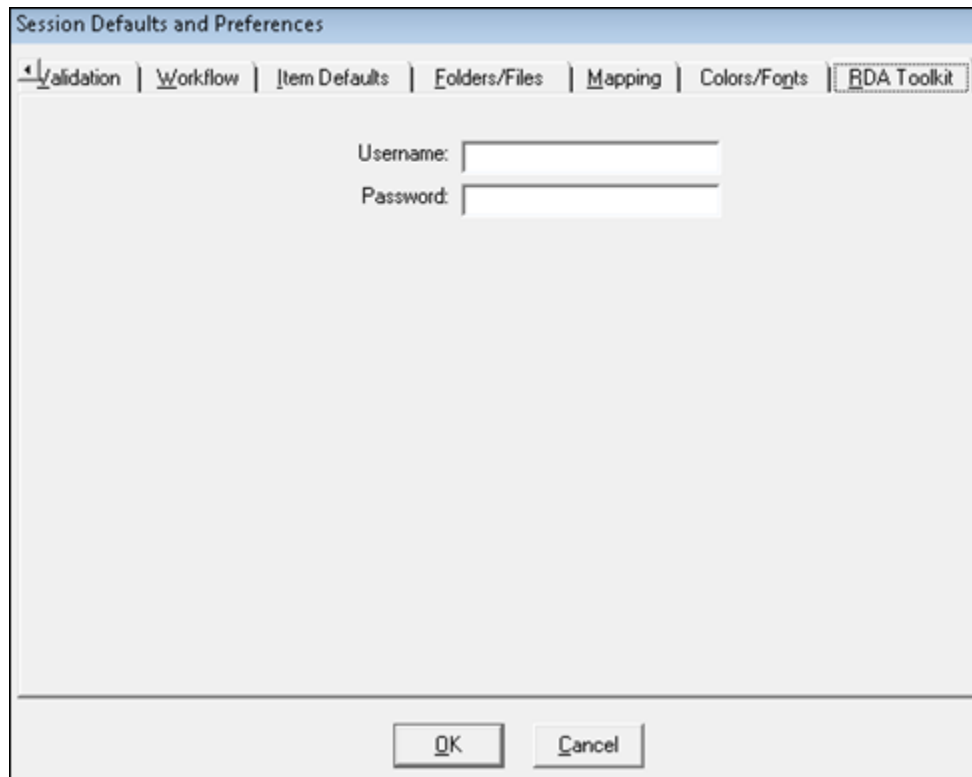 Session Defaults and Preferences
Validation Workflow Item Defaults Folders/Files Mapping Colors/Fonts RDA Toolkit
Username:
Password:
OK Cancel